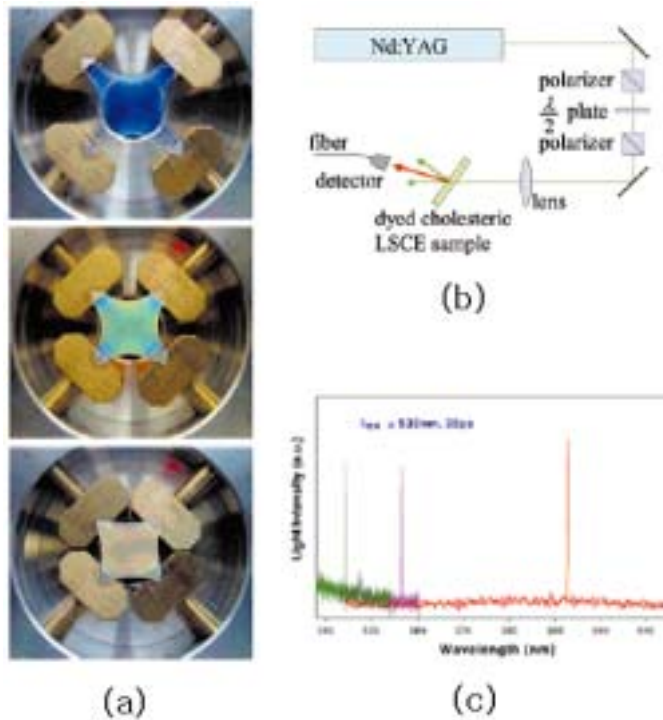 Nd:YAG
polarizer
λ/2 plate
polarizer
fiber
detector
lens
dyed cholesteric
LSCE sample
(b)
Light Intensity (a.u.)
Wavelength (nm)
(a)
(c)